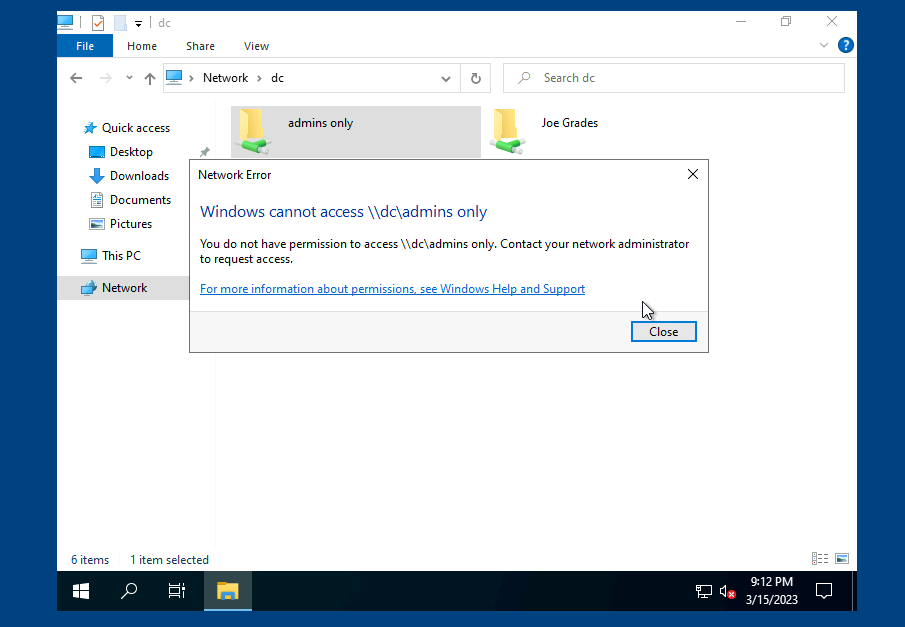 dc
File Home Share View
Network dc
Search dc
Quick access
Desktop
Downloads
Documents
Pictures
This PC
Network
admins only
Joe Grades
Network Error
Windows cannot access \\dc\admins only
You do not have permission to access \\dc\admins only. Contact your network administrator
to request access.
For more information about permissions, see Windows Help and Support
Close
6 items 1 item selected
9:12 PM
3/15/2023